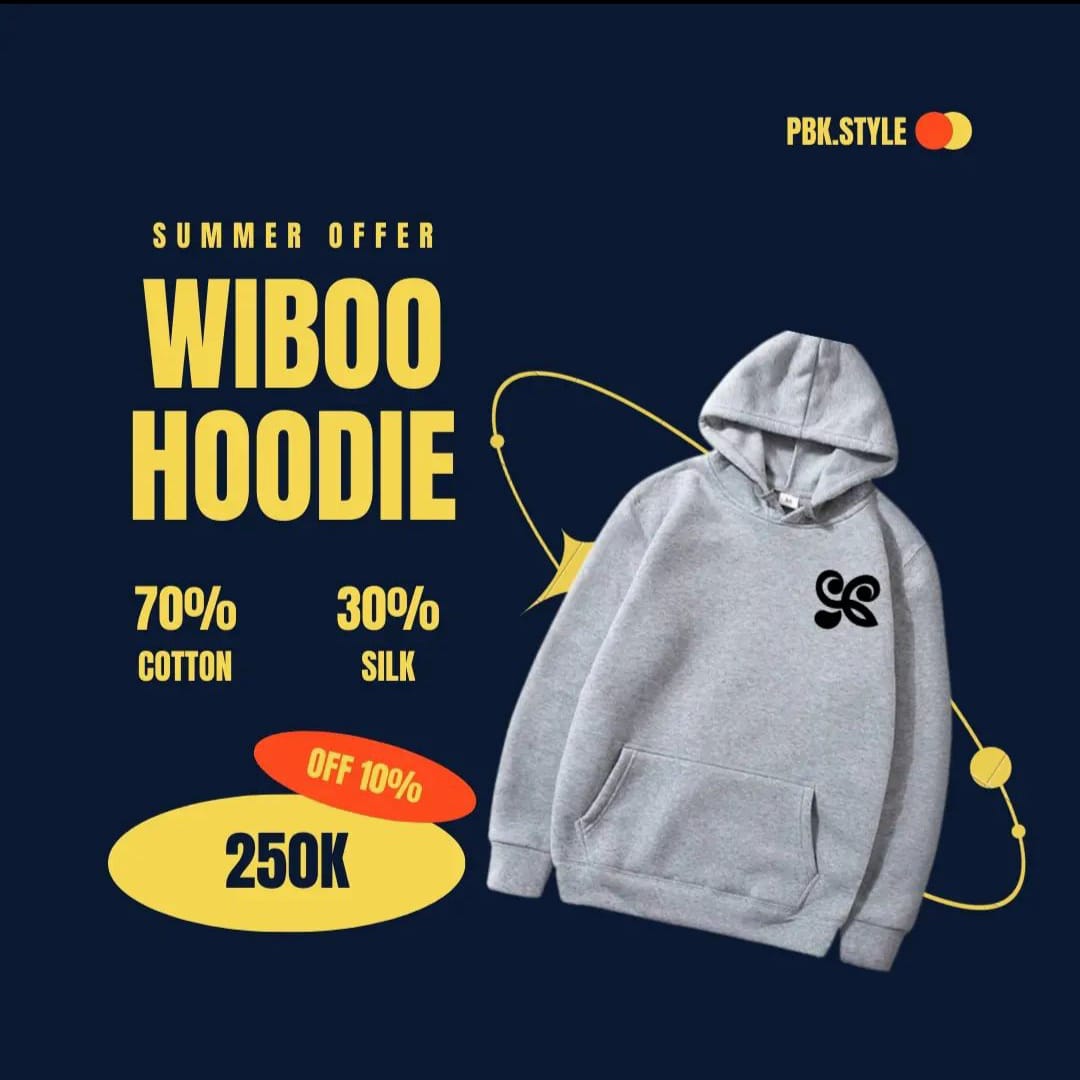 PBK.STYLE
SUMMER OFFER
WIBOO
HOODIE
70%
COTTON
30%
SILK
OFF 10%
250K